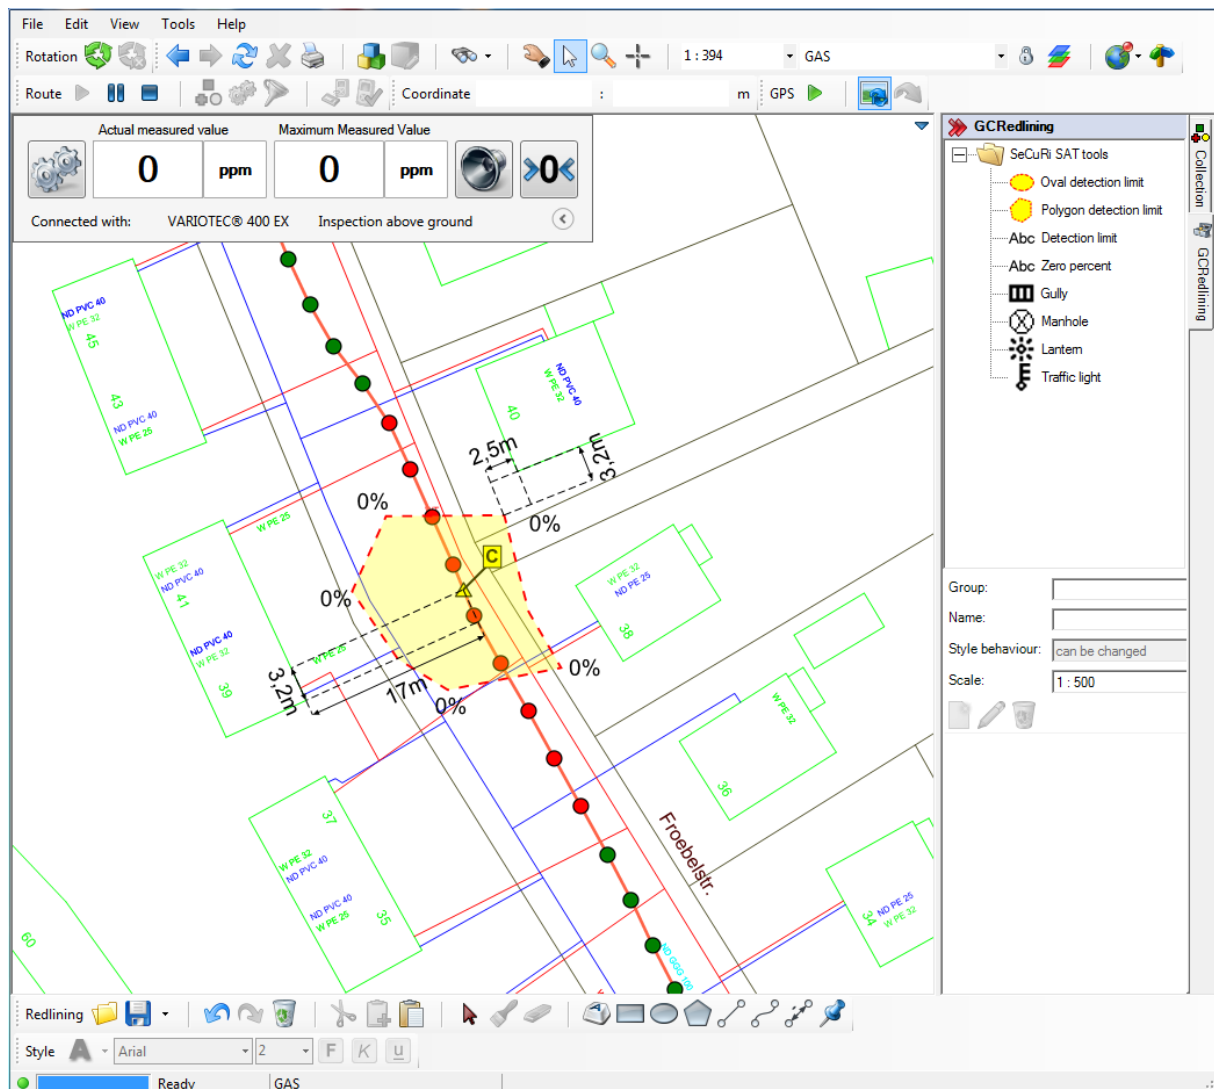 File Edit View Tools Help
Rotation 1 : 394 GAS
Route Coordinate : m GPS
Actual measured value Maximum Measured Value
0 ppm 0 ppm >0<
Connected with: VARIOTEC® 400 EX Inspection above ground
GCRedlining
SeCuRi SAT tools
Oval detection limit
Polygon detection limit
Abc Detection limit
Abc Zero percent
Gully
Manhole
Lantern
Traffic light
Collection
GCRedlining
Group:
Name:
Style behaviour: can be changed
Scale: 1 : 500
ND PVC 40
W PE 32
45
43
ND PVC 40
W PE 25
ND PVC 40
W PE 32
40
2,5m
3,2m
0%
0%
W PE 25
W PE 32
ND PVC 40
41
C
0%
W PE 32
ND PE 25
38
ND PVC 40
W PE 32
39
W PE 25
3,2m
17m
0%
0%
W PE 32
36
37
W PE 32
ND PVC 40
ND PVC 40
W PE 26
35
Froebelstr.
34
ND PE 25
W PE 32
60
ND GGG 100
Redlining
Style A Arial 2 F K u
Ready GAS